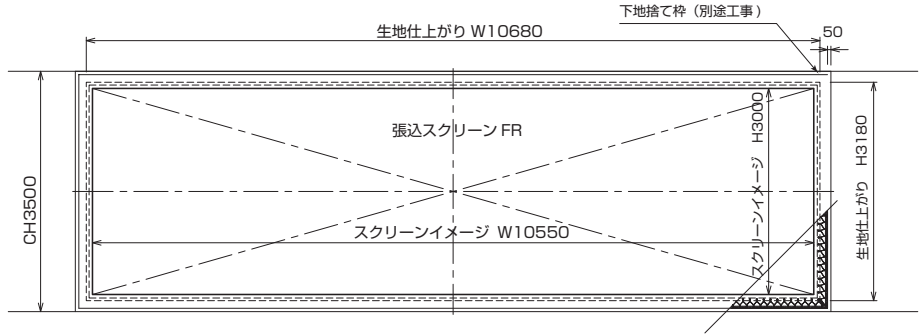 下地捨て枠（別途工事）
生地仕上がり W10680
50
張込スクリーン FR
スクリーンイメージ H3000
生地仕上がり H3180
CH3500
スクリーンイメージ W10550